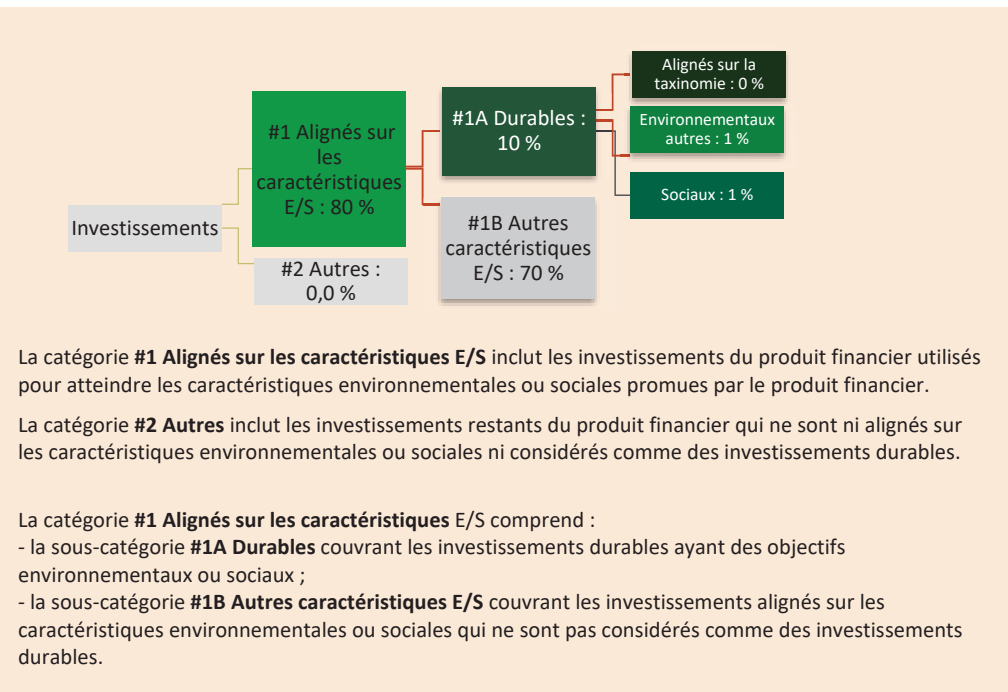 Investissements
#1 Alignés sur
les
caractéristiques
E/S : 80 %
#2 Autres :
0,0 %
#1A Durables :
10 %
#1B Autres
caractéristiques
E/S : 70 %
Alignés sur la
taxinomie : 0 %
Environnementaux
autres : 1 %
Sociaux : 1 %
La catégorie #1 Alignés sur les caractéristiques E/S inclut les investissements du produit financier utilisés
pour atteindre les caractéristiques environnementales ou sociales promues par le produit financier.
La catégorie #2 Autres inclut les investissements restants du produit financier qui ne sont ni alignés sur
les caractéristiques environnementales ou sociales ni considérés comme des investissements durables.
La catégorie #1 Alignés sur les caractéristiques E/S comprend :
- la sous-catégorie #1A Durables couvrant les investissements durables ayant des objectifs
environnementaux ou sociaux ;
- la sous-catégorie #1B Autres caractéristiques E/S couvrant les investissements alignés sur les
caractéristiques environnementales ou sociales qui ne sont pas considérés comme des investissements
durables.